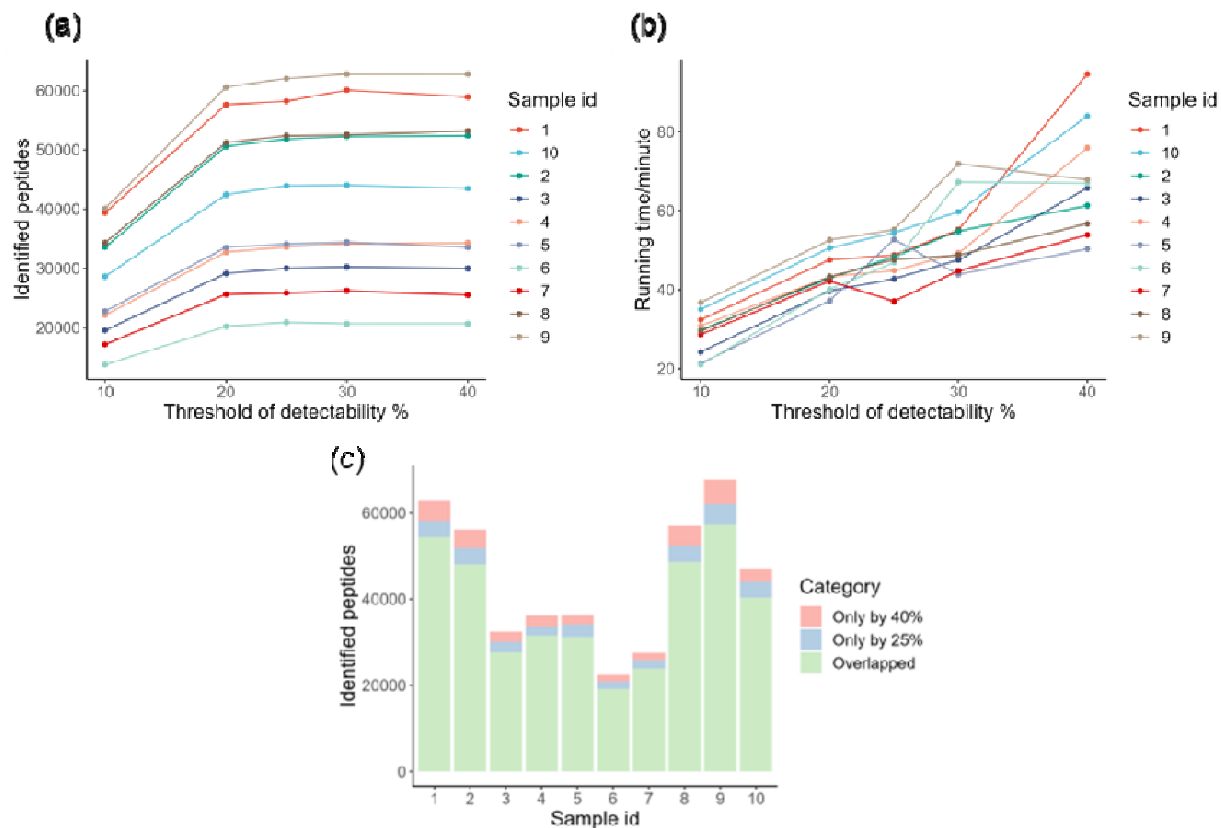 (a)
60000
50000
40000
30000
20000
Identified peptides
10
20
30
40
Threshold of detectability %
Sample id
1
10
2
3
4
5
6
7
8
9
(b)
80
60
40
20
Running time/minute
10
20
30
40
Threshold of detectability %
Sample id
1
10
2
3
4
5
6
7
8
9
(c)
60000
40000
20000
0
Identified peptides
1 2 3 4 5 6 7 8 9 10
Sample id
Category
Only by 40%
Only by 25%
Overlapped